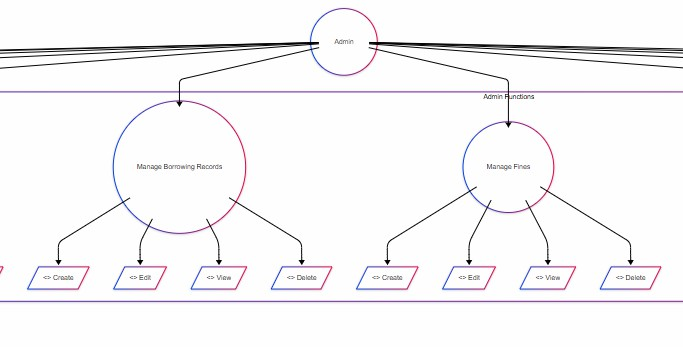 Admin
Admin Functions
Manage Borrowing Records
Manage Fines
<> Create
<> Edit
<> View
<> Delete
<> Create
<> Edit
<> View
<> Delete